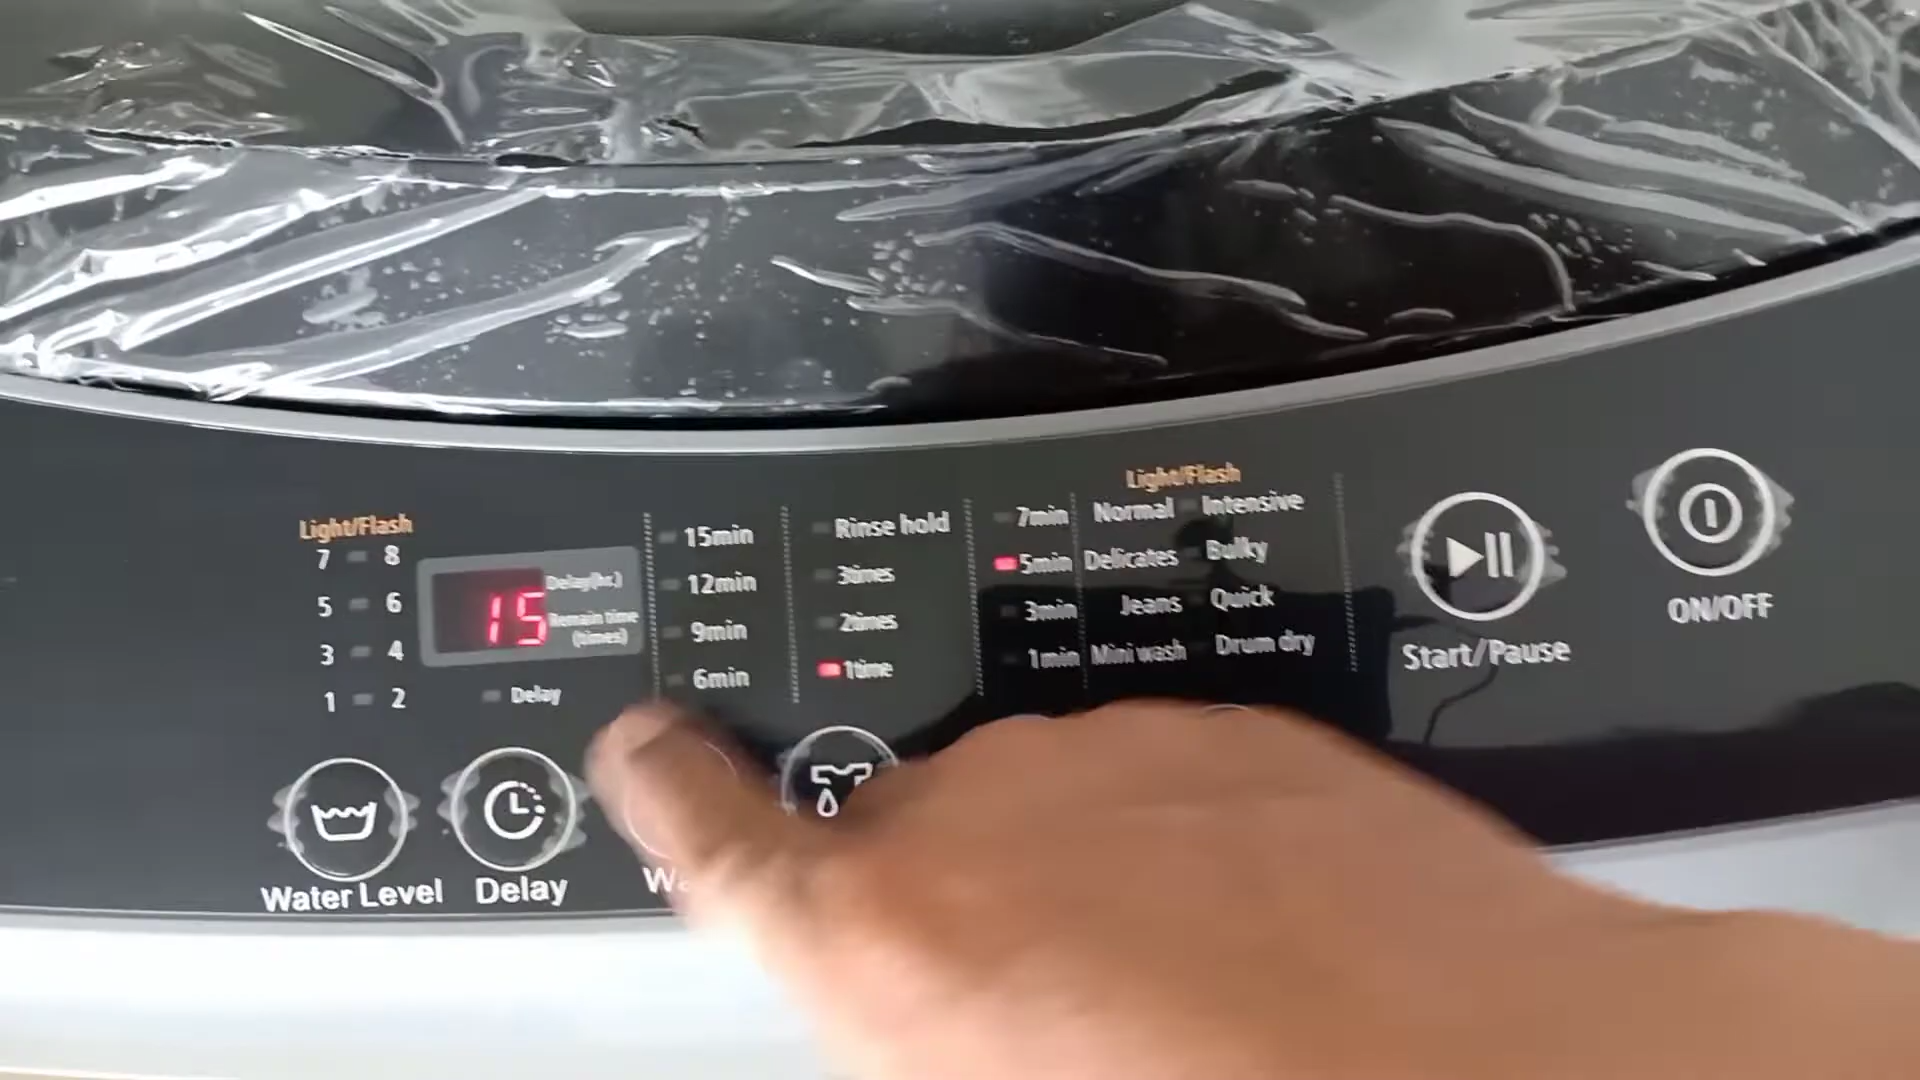 Light/Flash
7 8
5 6
3 4
1 2
15
Delay(hr.)
Remain time
(times)
Delay
15min
12min
9min
6min
Rinse hold
3times
2times
1time
7min
5min
3min
1min
Light/Flash
Normal Intensive
Delicates Bulky
Jeans Quick
Mini wash Drum dry
Start/Pause
ON/OFF
Water Level
Delay